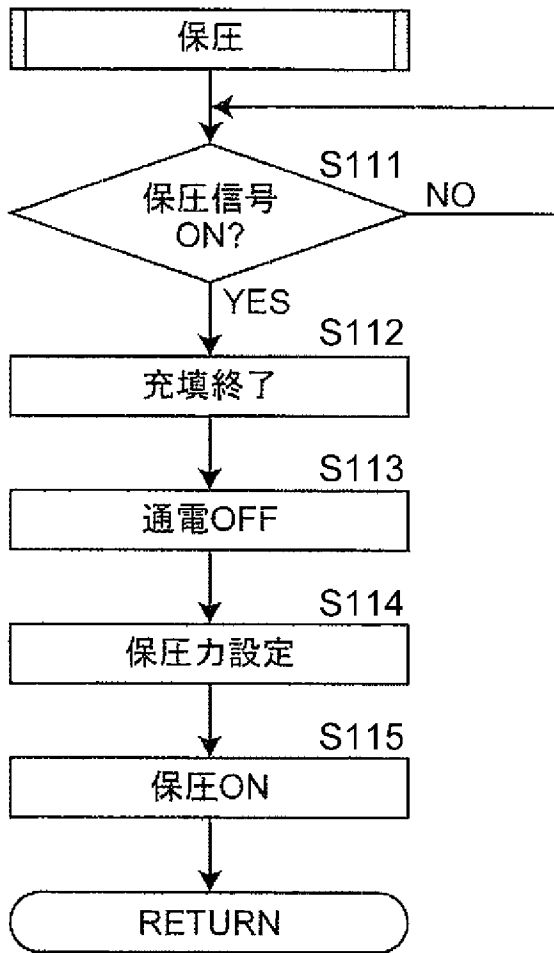 保圧
S111
保圧信号
ON?
NO
YES
S112
充填終了
S113
通電OFF
S114
保圧力設定
S115
保圧ON
RETURN